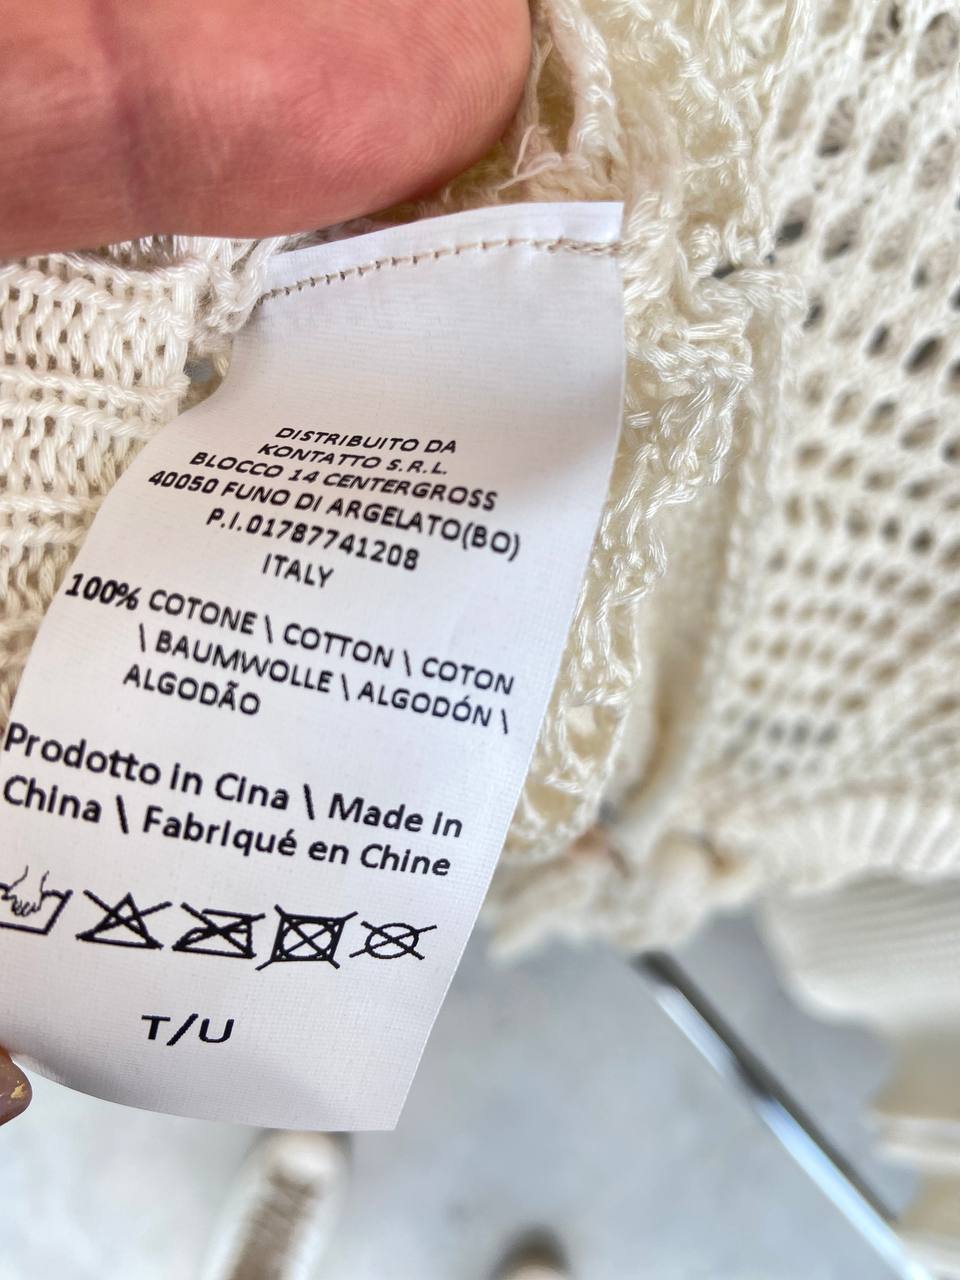 DISTRIBUITO DA
KONTATTO S.R.L.
BLOCCO 14 CENTERGROSS
40050 FUNO DI ARGELATO(BO)
P.I.01787741208
ITALY
100% COTONE \ COTTON \ COTON
\ BAUMWOLLE \ ALGODÓN \
ALGODÃO
Prodotto in Cina \ Made in
China \ Fabriqué en Chine
T/U